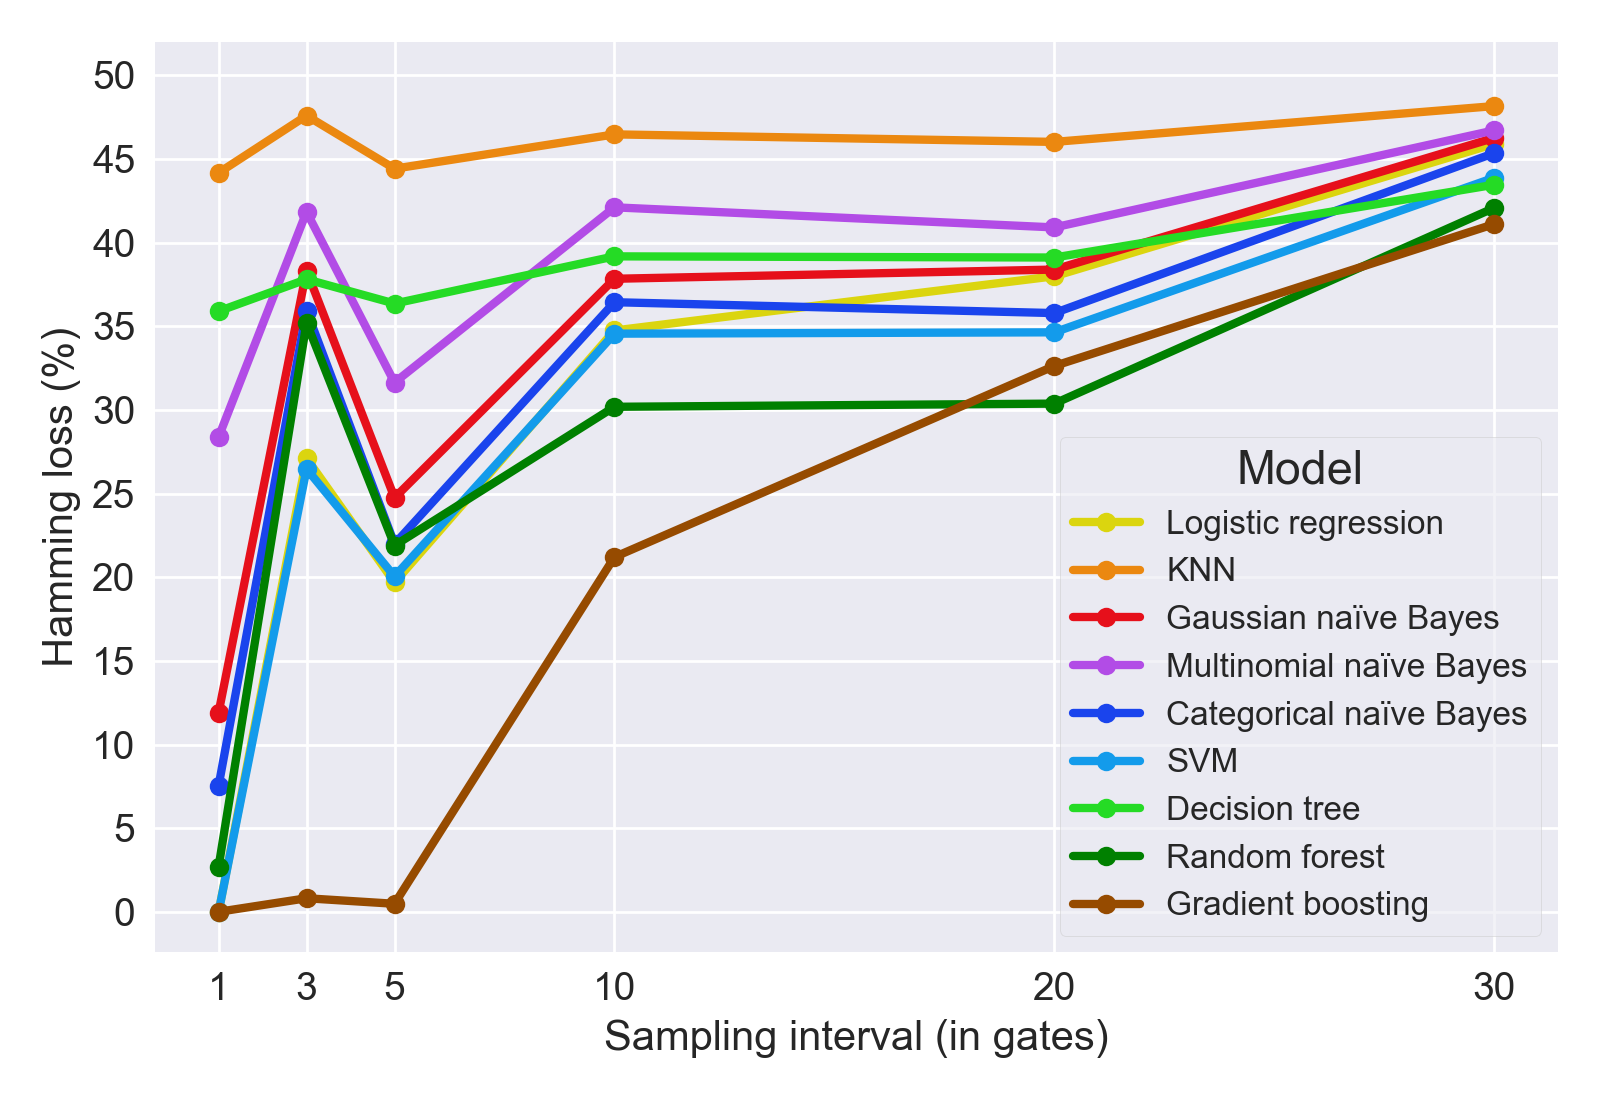 50
45
40
35
30
25
20
15
10
5
0
Hamming loss (%)
1 3 5 10 20 30
Sampling interval (in gates)
Model
Logistic regression
KNN
Gaussian naïve Bayes
Multinomial naïve Bayes
Categorical naïve Bayes
SVM
Decision tree
Random forest
Gradient boosting